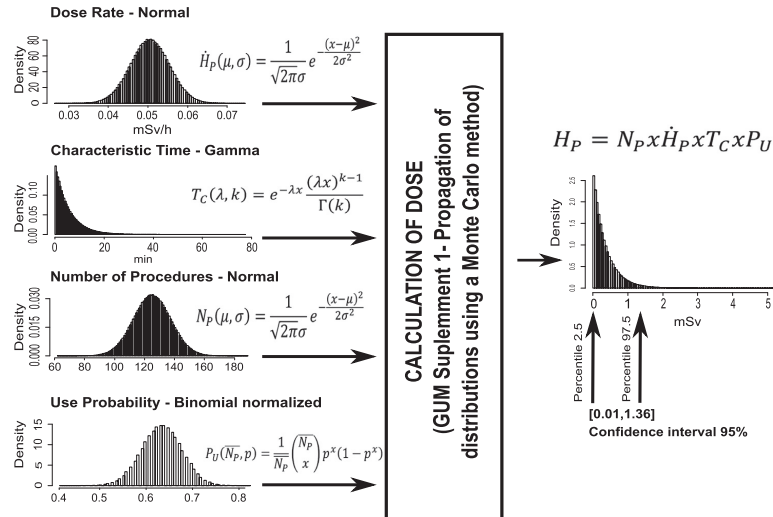 Dose Rate - Normal
Density
0 20 40 60 80
0.03 0.04 0.05 0.06 0.07
mSv/h
Ḣ_P(μ, σ) = 1/(√2πσ) e^(-(x-μ)²/2σ²)
Characteristic Time - Gamma
Density
0.00 0.05 0.10
0 20 40 60 80
min
T_C(λ, k) = e^(-λx) (λx)^(k-1)/Γ(k)
Number of Procedures - Normal
Density
0.000 0.015 0.030
60 80 100 120 140 160 180
N_P(μ, σ) = 1/(√2πσ) e^(-(x-μ)²/2σ²)
Use Probability - Binomial normalized
Density
0 5 10 15
0.4 0.5 0.6 0.7 0.8
P_U(N̅_P, p) = 1/N̅_P (N̅_P x) p^x(1 - p^x)
CALCULATION OF DOSE
(GUM Suplemment 1- Propagation of
distributions using a Monte Carlo method)
H_P = N_P xḢ_P xT_C xP_U
Density
0.0 0.5 1.0 1.5 2.0 2.5
0 1 2 3 4 5
mSv
Percentile 2.5
Percentile 97.5
[0.01,1.36]
Confidence interval 95%